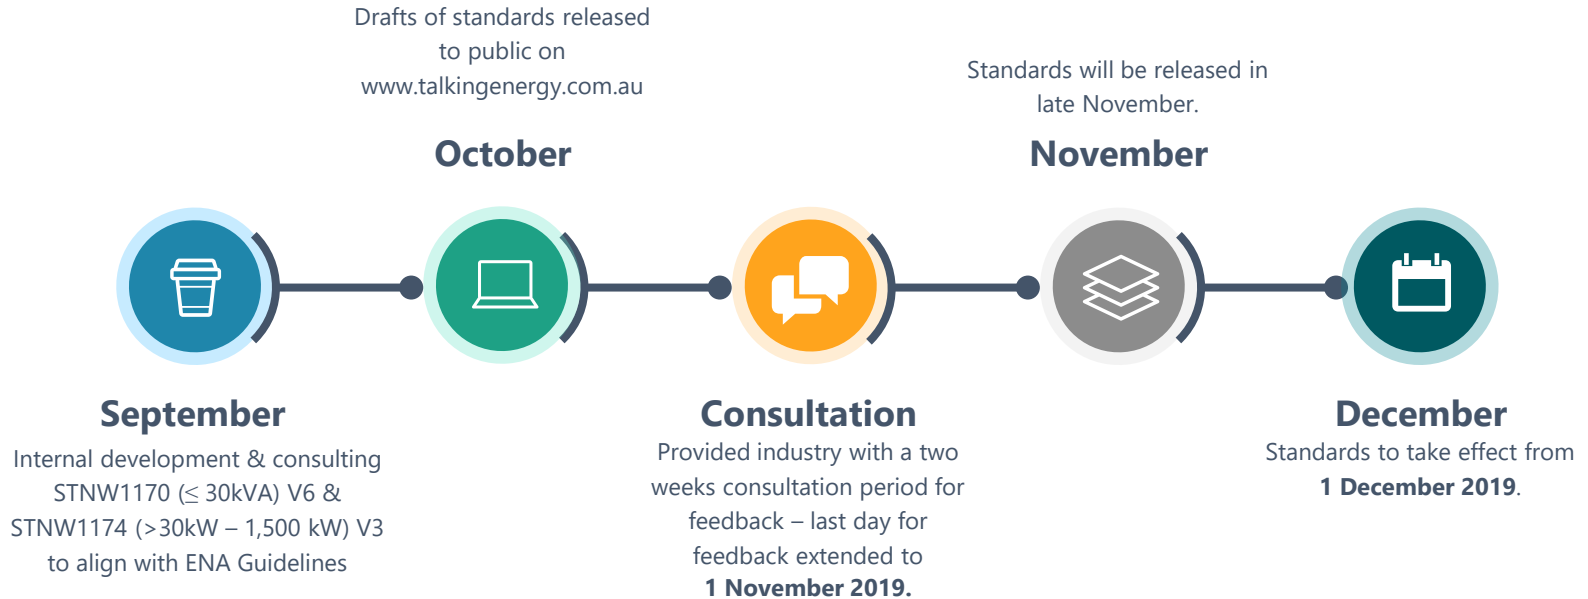 Drafts of standards released
to public on
www.talkingenergy.com.au
October
Standards will be released in
late November.
November
September
Internal development & consulting
STNW1170 (≤ 30kVA) V6 &
STNW1174 (>30kW – 1,500 kW) V3
to align with ENA Guidelines
Consultation
Provided industry with a two
weeks consultation period for
feedback – last day for
feedback extended to
1 November 2019.
December
Standards to take effect from
1 December 2019.